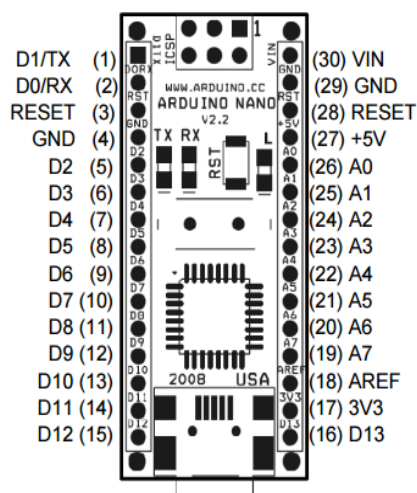 1
D1TX
ICSP
VIN
D1/TX (1)
D0RX
GND
(30) VIN
D0/RX (2)
RST
WWW.ARDUINO.CC
RST
(29) GND
RESET (3)
GND
ARDUINO NANO
+5V
(28) RESET
V2.2
GND (4)
D2
TX RX
RST
L
A0
(27) +5V
D2 (5)
D3
A1
(26) A0
D3 (6)
D4
A2
(25) A1
D4 (7)
D5
A3
(24) A2
D5 (8)
D6
A4
(23) A3
D6 (9)
D7
A5
(22) A4
D7 (10)
D8
A6
(21) A5
D8 (11)
D9
A7
(20) A6
D9 (12)
D10
AREF
(19) A7
D10 (13)
2008 USA
D11
3V3
(18) AREF
D11 (14)
D12
D13
(17) 3V3
D12 (15)
(16) D13